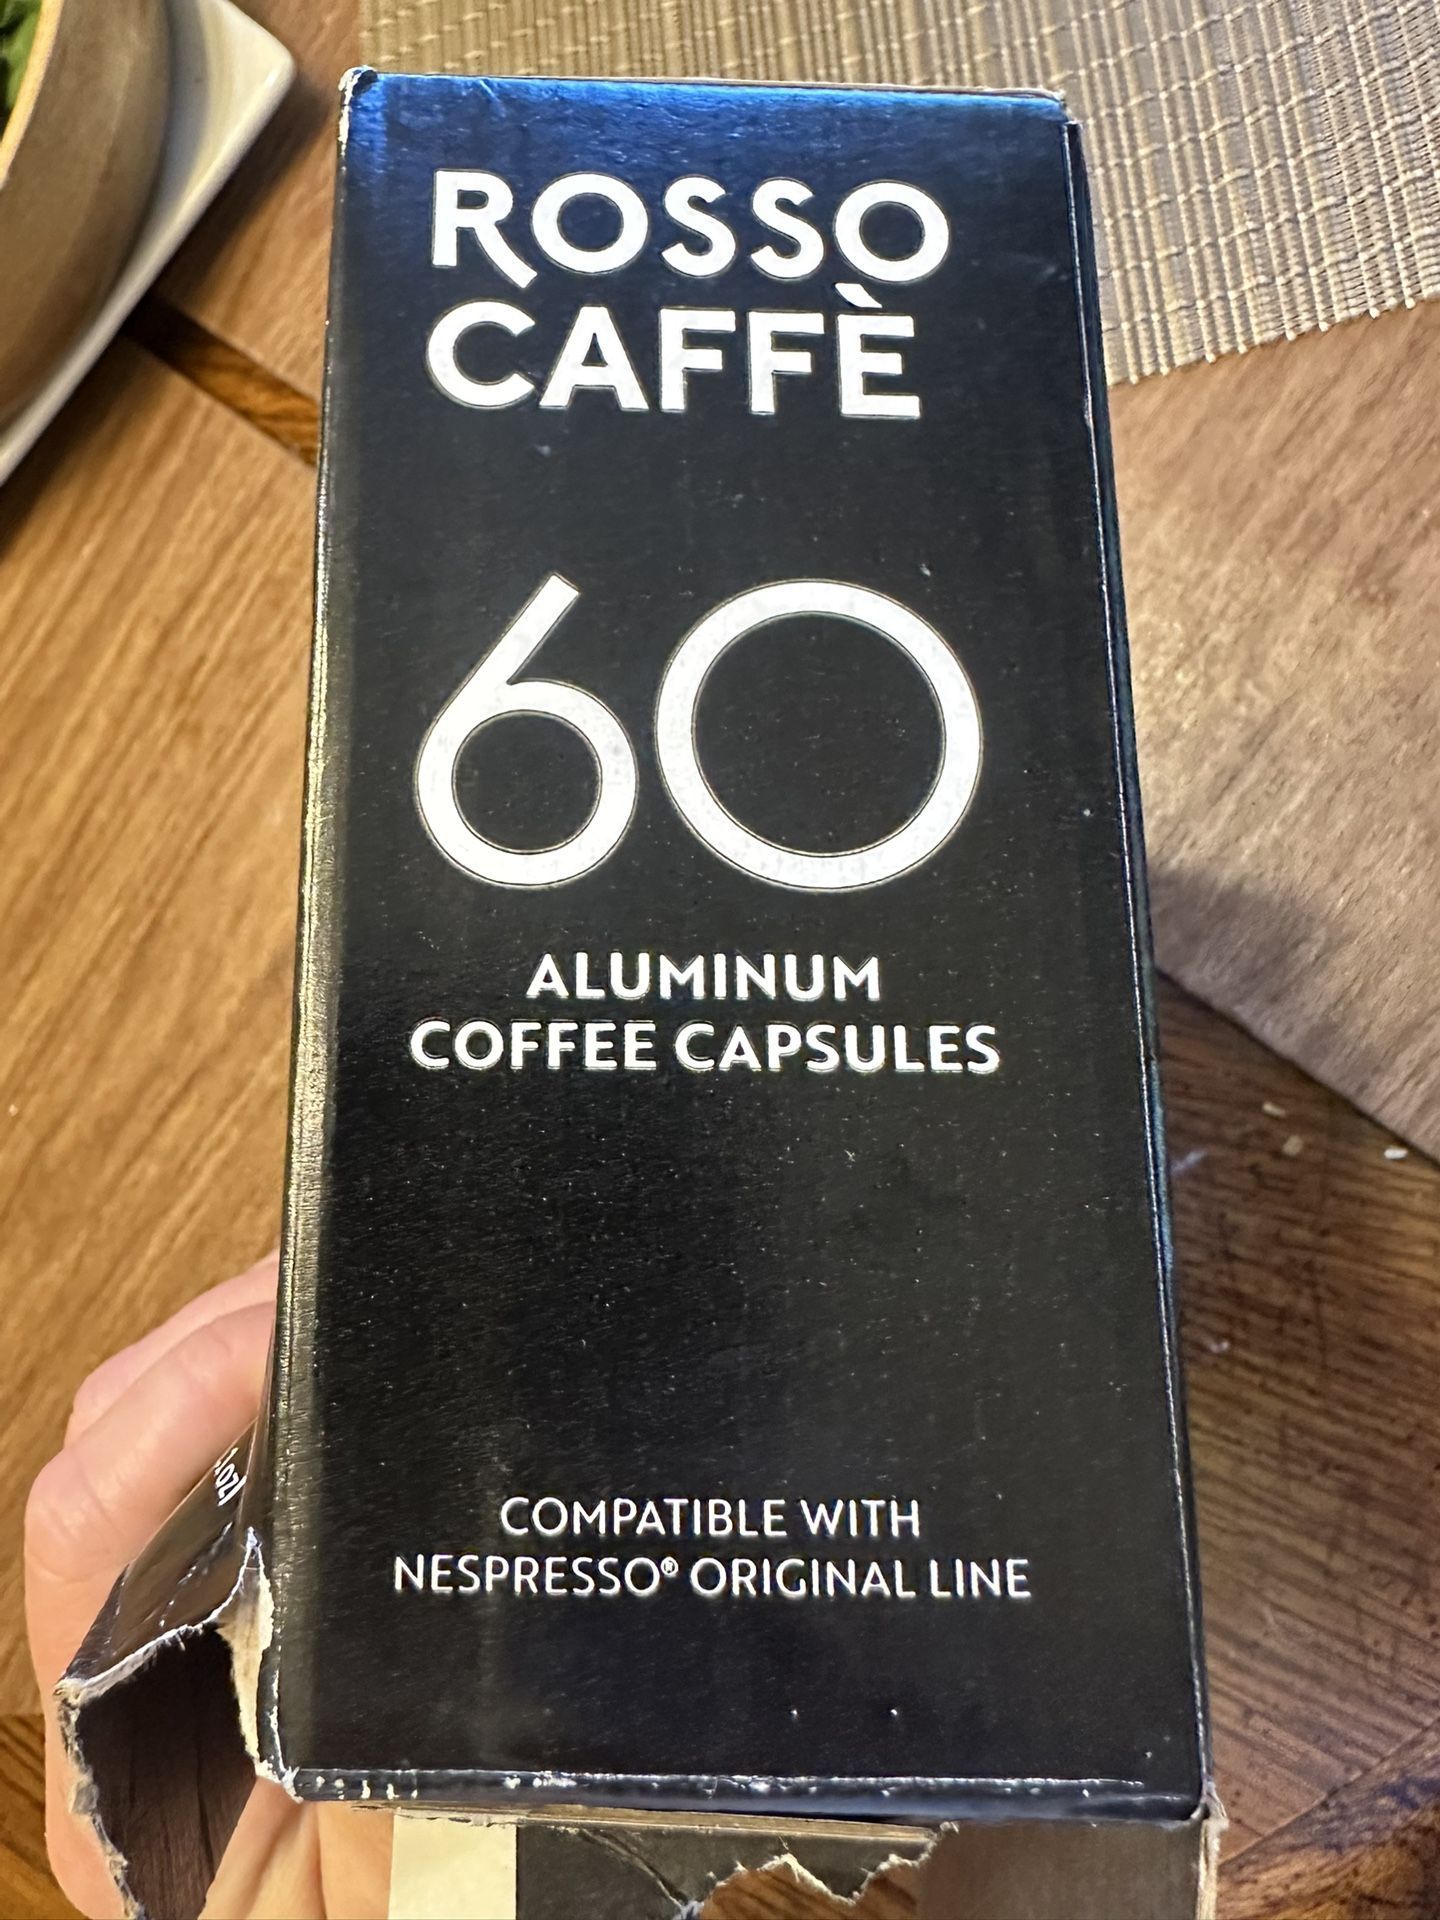 ROSSO
CAFFÈ
60
ALUMINUM
COFFEE CAPSULES
COMPATIBLE WITH
NESPRESSO® ORIGINAL LINE